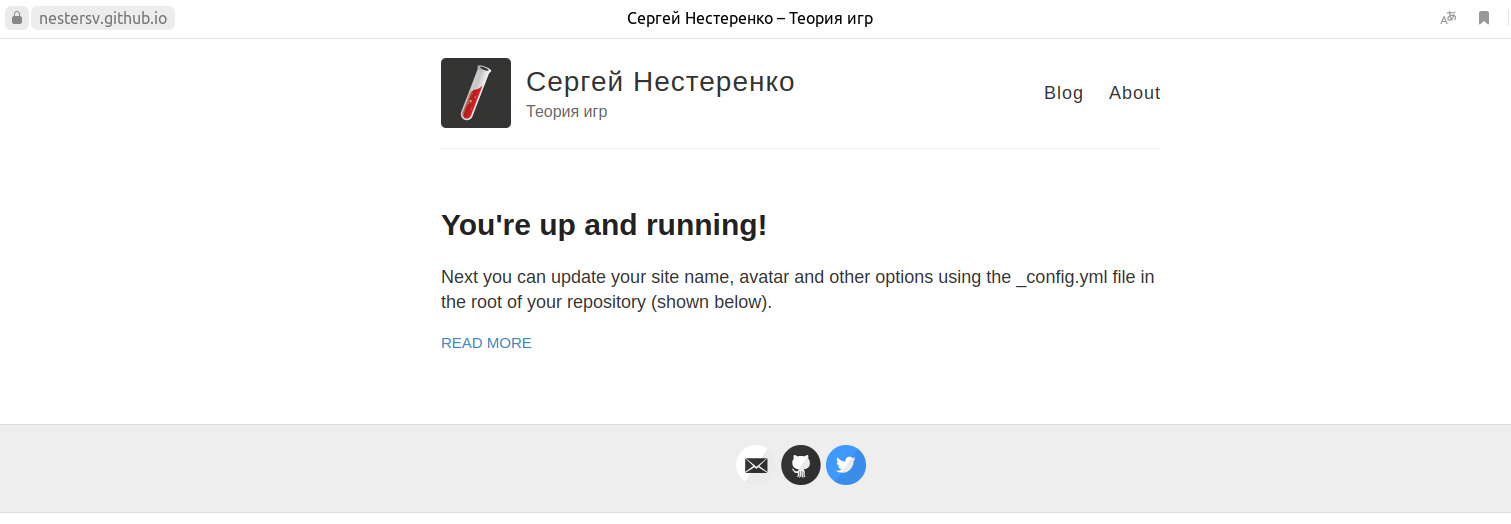 nestersv.github.io
Сергей Нестеренко – Теория игр
Сергей Нестеренко
Теория игр
Blog
About
You're up and running!
Next you can update your site name, avatar and other options using the _config.yml file in
the root of your repository (shown below).
READ MORE